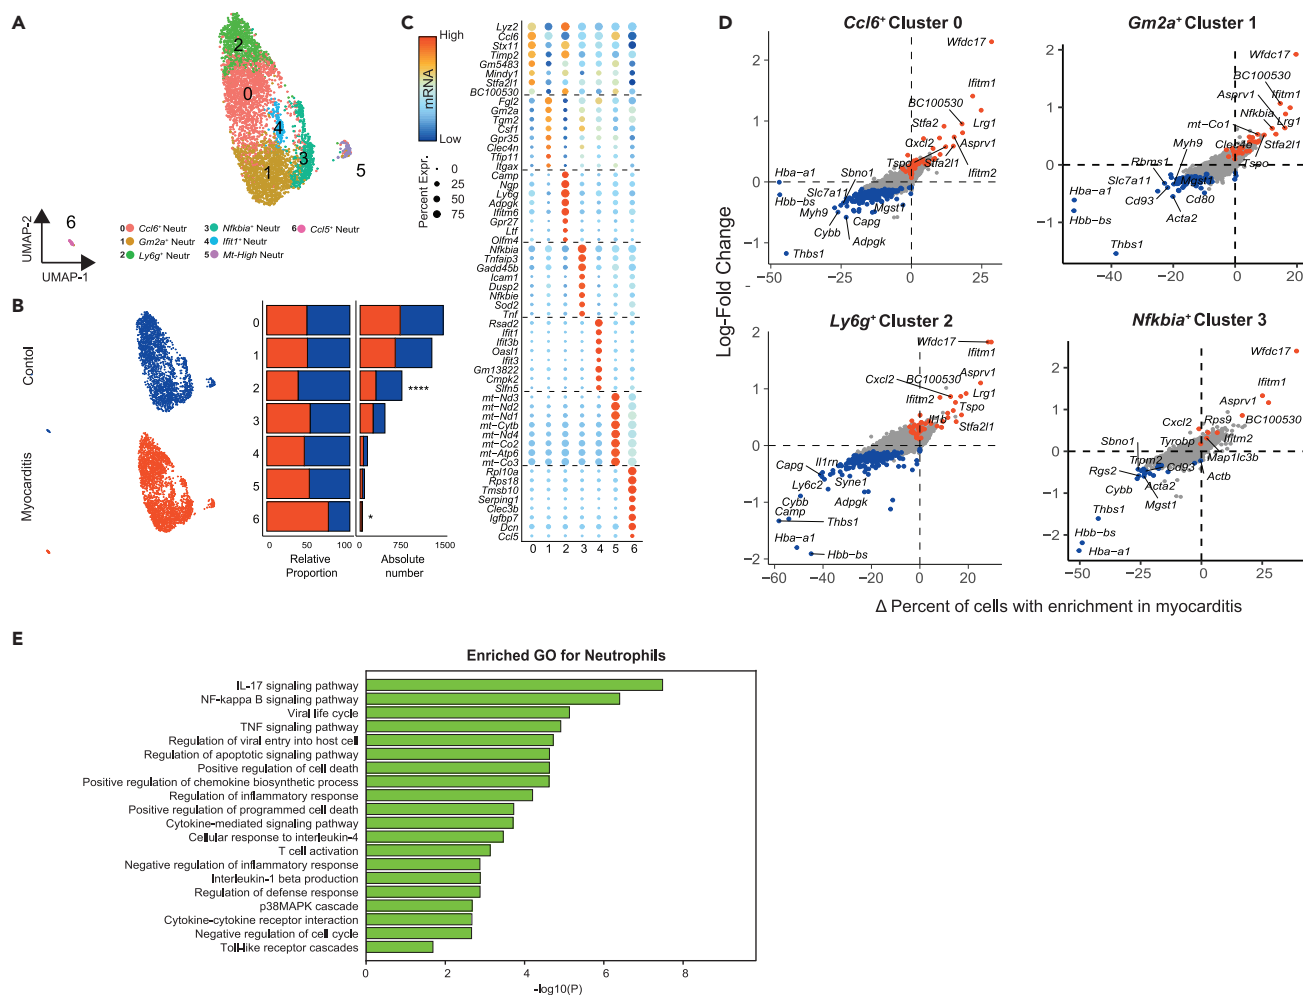 A
2
0
4
1
3
5
6
UMAP-2
UMAP-1
0 Ccl6+ Neutr
3 Nfkbia+ Neutr
6 Ccl5+ Neutr
1 Gm2a+ Neutr
4 Ifit1+ Neutr
2 Ly6g+ Neutr
5 Mt-High Neutr
B
Contol
Myocarditis
0
1
2
3
4
5
6
****
*
0 50 100
0 750 1500
Relative
Proportion
Absolute
number
C
High
mRNA
Low
Percent Expr.
0
25
50
75
Lyz2
Ccl6
Stx11
Timp2
Gm5483
Mindy1
Stfa2l1
BC100530
Fgl2
Gm2a
Tgm2
Csf1
Gpr35
Clec4n
Tfip11
Itgax
Camp
Ngp
Ly6g
Adpgk
Ifitm6
Gpr27
Ltf
Olfm4
Nfkbia
Tnfaip3
Gadd45b
Icam1
Dusp2
Nfkbie
Sod2
Tnf
Rsad2
Ifit1
Ifit3b
Oasl1
Ifit3
Gm13822
Cmpk2
Slfn5
mt-Nd3
mt-Nd2
mt-Nd1
mt-Cytb
mt-Nd4
mt-Co2
mt-Atp6
mt-Co3
Rpl10a
Rps18
Tmsb10
Serping1
Clec3b
Igfbp7
Dcn
Ccl5
0 1 2 3 4 5 6
D
Log-Fold Change
Ccl6+ Cluster 0
2
1
0
−1
Wfdc17
Ifitm1
BC100530
Stfa2
Lrg1
Cxcl2
Asprv1
Tspo
Stfa2l1
Ifitm2
Sbno1
Hba-a1
Slc7a11
Hbb-bs
Mgst1
Myh9
Capg
Cybb
Adpgk
Thbs1
−50 −25 0 25
Gm2a+ Cluster 1
2
1
0
−1
Wfdc17
BC100530
Asprv1
Ifitm1
Nfkbia
mt-Co1
Lrg1
Myh9
Clec4e
Stfa2l1
Rbms1
Tspo
Slc7a11
Mgst1
Hba-a1
Cd93
Cd80
Hbb-bs
Acta2
Thbs1
−40 −20 0 20
Ly6g+ Cluster 2
2
1
0
−1
−2
Wfdc17
Ifitm1
Cxcl2
BC100530
Asprv1
Ifitm2
Tspo
Il1b
Stfa2l1
Capg
Il1rn
Ly6c2
Syne1
Cybb
Adpgk
Camp
Thbs1
Hba-a1
Hbb-bs
−60 −40 −20 0 20
Nfkbia+ Cluster 3
2
1
0
−1
−2
Wfdc17
Ifitm1
Asprv1
Cxcl2
Rps9
BC100530
Sbno1
Tyrobp
Ifitm2
Trpm2
Map1lc3b
Rgs2
Cd93
Cybb
Acta2
Actb
Mgst1
Thbs1
Hbb-bs
Hba-a1
−50 −25 0 25
Δ Percent of cells with enrichment in myocarditis
E
Enriched GO for Neutrophils
IL-17 signaling pathway
NF-kappa B signaling pathway
Viral life cycle
TNF signaling pathway
Regulation of viral entry into host cell
Regulation of apoptotic signaling pathway
Positive regulation of cell death
Positive regulation of chemokine biosynthetic process
Regulation of inflammatory response
Positive regulation of programmed cell death
Cytokine-mediated signaling pathway
Cellular response to interleukin-4
T cell activation
Negative regulation of inflammatory response
Interleukin-1 beta production
Regulation of defense response
p38MAPK cascade
Cytokine-cytokine receptor interaction
Negative regulation of cell cycle
Toll-like receptor cascades
0 2 4 6 8
-log10(P)